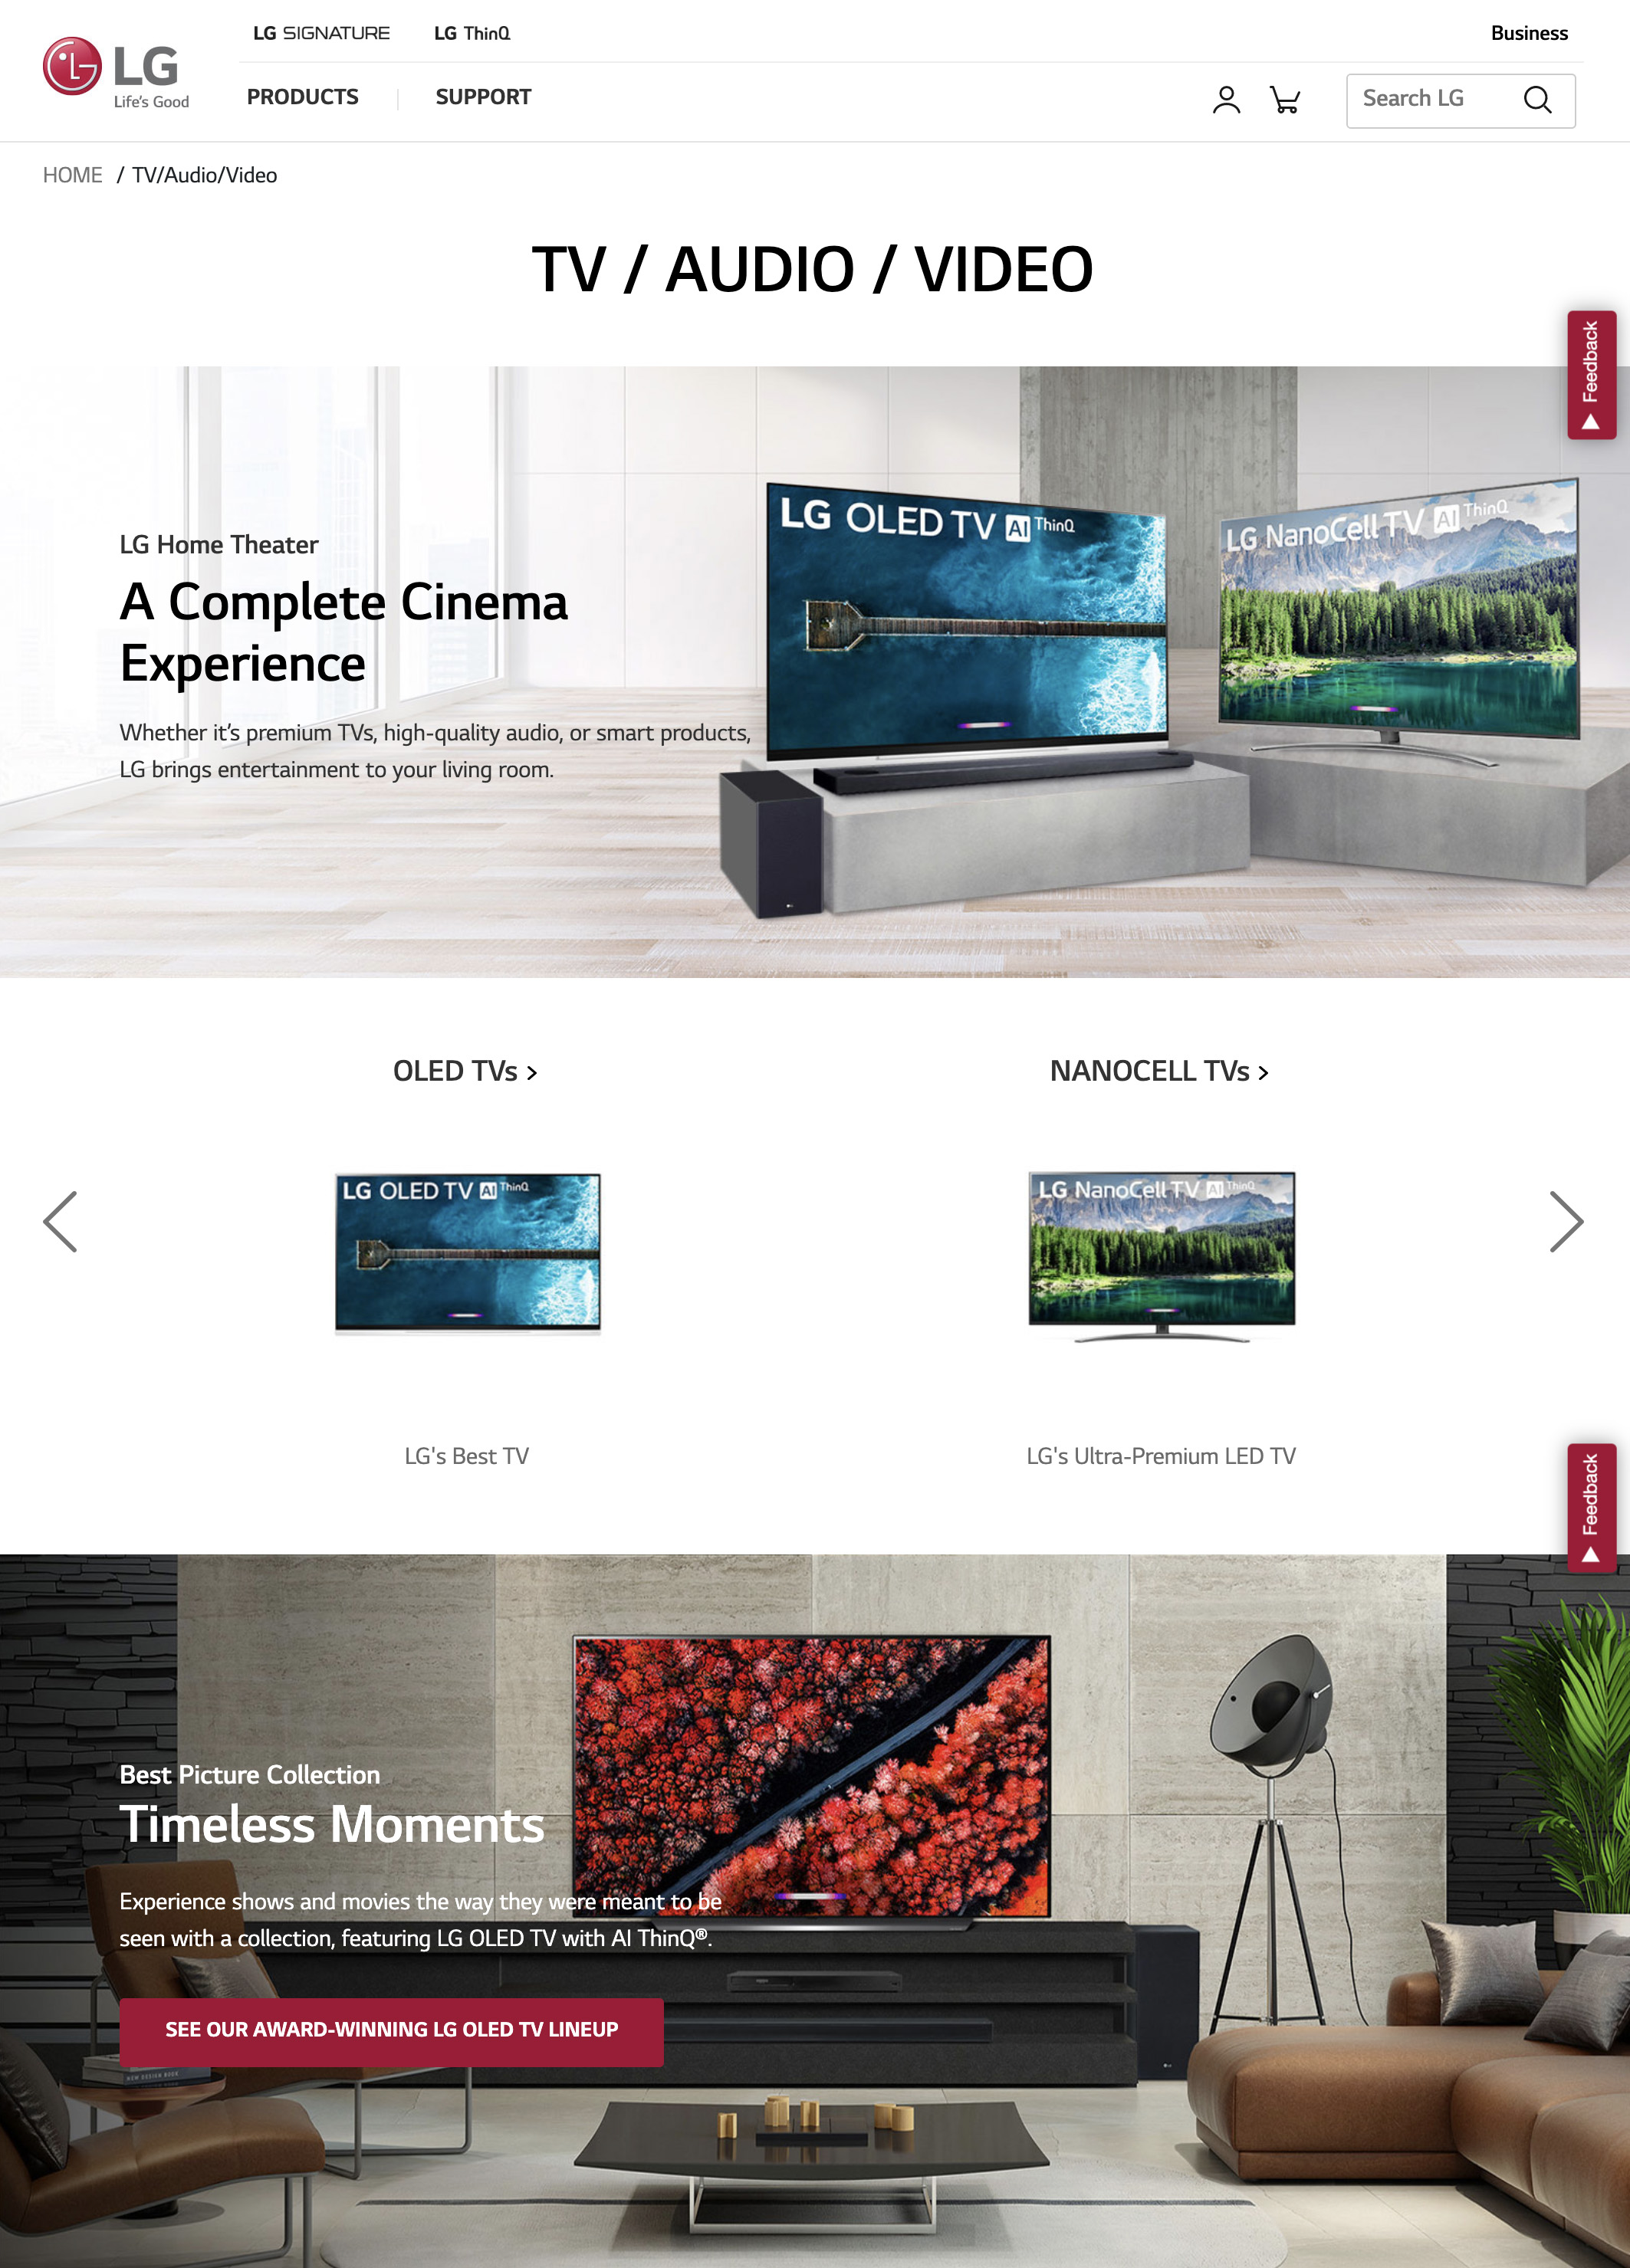 LG SIGNATURE
LG ThinQ
Business
LG
Life's Good
PRODUCTS
SUPPORT
Search LG
HOME / TV/Audio/Video
TV / AUDIO / VIDEO
Feedback
LG OLED TV AI ThinQ
LG NanoCell TV AI ThinQ
LG Home Theater
A Complete Cinema
Experience
Whether it’s premium TVs, high-quality audio, or smart products,
LG brings entertainment to your living room.
OLED TVs >
NANOCELL TVs >
LG OLED TV AI ThinQ
LG NanoCell TV AI ThinQ
LG's Best TV
LG's Ultra-Premium LED TV
Feedback
Best Picture Collection
Timeless Moments
Experience shows and movies the way they were meant to be
seen with a collection, featuring LG OLED TV with AI ThinQ®.
SEE OUR AWARD-WINNING LG OLED TV LINEUP
NEW DESIGN BOOK